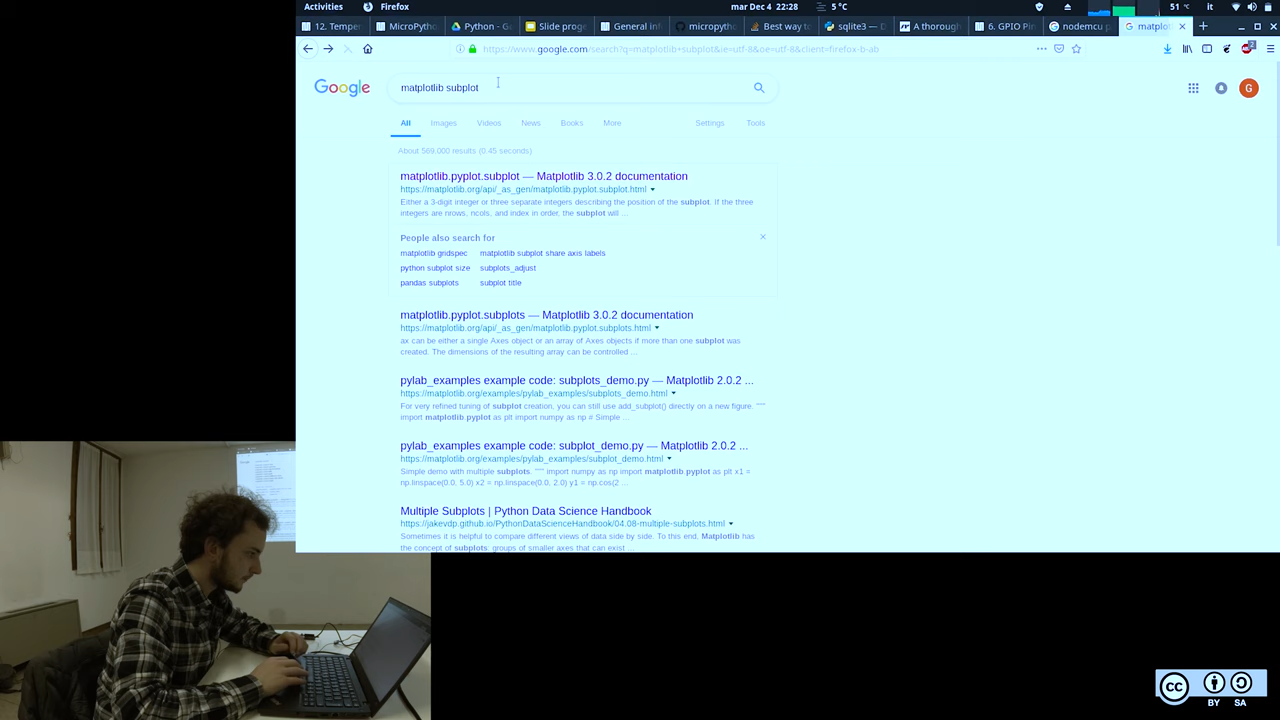 Activities Firefox mar Dec 4 22:28 5 °C 51 °C it
12. Temper MicroPytho Python - Go Slide proge General inf micropytho Best way to sqlite3 — D A thorough 6. GPIO Pin nodemcu p matplotl
https://www.google.com/search?q=matplotlib+subplot&ie=utf-8&oe=utf-8&client=firefox-b-ab
Google
matplotlib subplot
G
All Images Videos News Books More Settings Tools
About 569.000 results (0.45 seconds)
matplotlib.pyplot.subplot — Matplotlib 3.0.2 documentation
https://matplotlib.org/api/_as_gen/matplotlib.pyplot.subplot.html
Either a 3-digit integer or three separate integers describing the position of the subplot. If the three
integers are nrows, ncols, and index in order, the subplot will ...
People also search for
matplotlib gridspec matplotlib subplot share axis labels
python subplot size subplots_adjust
pandas subplots subplot title
matplotlib.pyplot.subplots — Matplotlib 3.0.2 documentation
https://matplotlib.org/api/_as_gen/matplotlib.pyplot.subplots.html
ax can be either a single Axes object or an array of Axes objects if more than one subplot was
created. The dimensions of the resulting array can be controlled ...
pylab_examples example code: subplots_demo.py — Matplotlib 2.0.2 ...
https://matplotlib.org/examples/pylab_examples/subplots_demo.html
For very refined tuning of subplot creation, you can still use add_subplot() directly on a new figure. """
import matplotlib.pyplot as plt import numpy as np # Simple ...
pylab_examples example code: subplot_demo.py — Matplotlib 2.0.2 ...
https://matplotlib.org/examples/pylab_examples/subplot_demo.html
Simple demo with multiple subplots. """ import numpy as np import matplotlib.pyplot as plt x1 =
np.linspace(0.0, 5.0) x2 = np.linspace(0.0, 2.0) y1 = np.cos(2 ...
Multiple Subplots | Python Data Science Handbook
https://jakevdp.github.io/PythonDataScienceHandbook/04.08-multiple-subplots.html
Sometimes it is helpful to compare different views of data side by side. To this end, Matplotlib has
the concept of subplots: groups of smaller axes that can exist ...
cc
BY SA